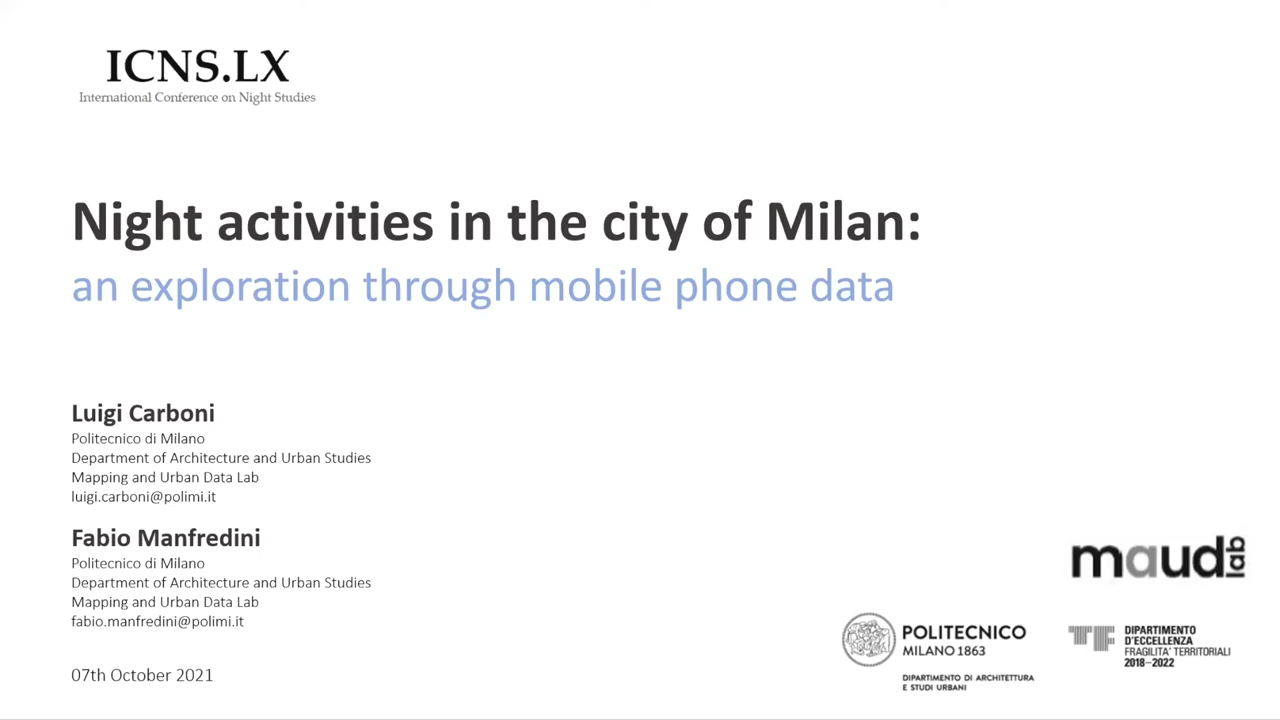 ICNS.LX
International Conference on Night Studies
Night activities in the city of Milan:
an exploration through mobile phone data
Luigi Carboni
Politecnico di Milano
Department of Architecture and Urban Studies
Mapping and Urban Data Lab
luigi.carboni@polimi.it
Fabio Manfredini
Politecnico di Milano
Department of Architecture and Urban Studies
Mapping and Urban Data Lab
fabio.manfredini@polimi.it
07th October 2021
maud lab
POLITECNICO
MILANO 1863
DIPARTIMENTO DI ARCHITETTURA
E STUDI URBANI
TF
DIPARTIMENTO
D'ECCELLENZA
FRAGILITA' TERRITORIALI
2018–2022